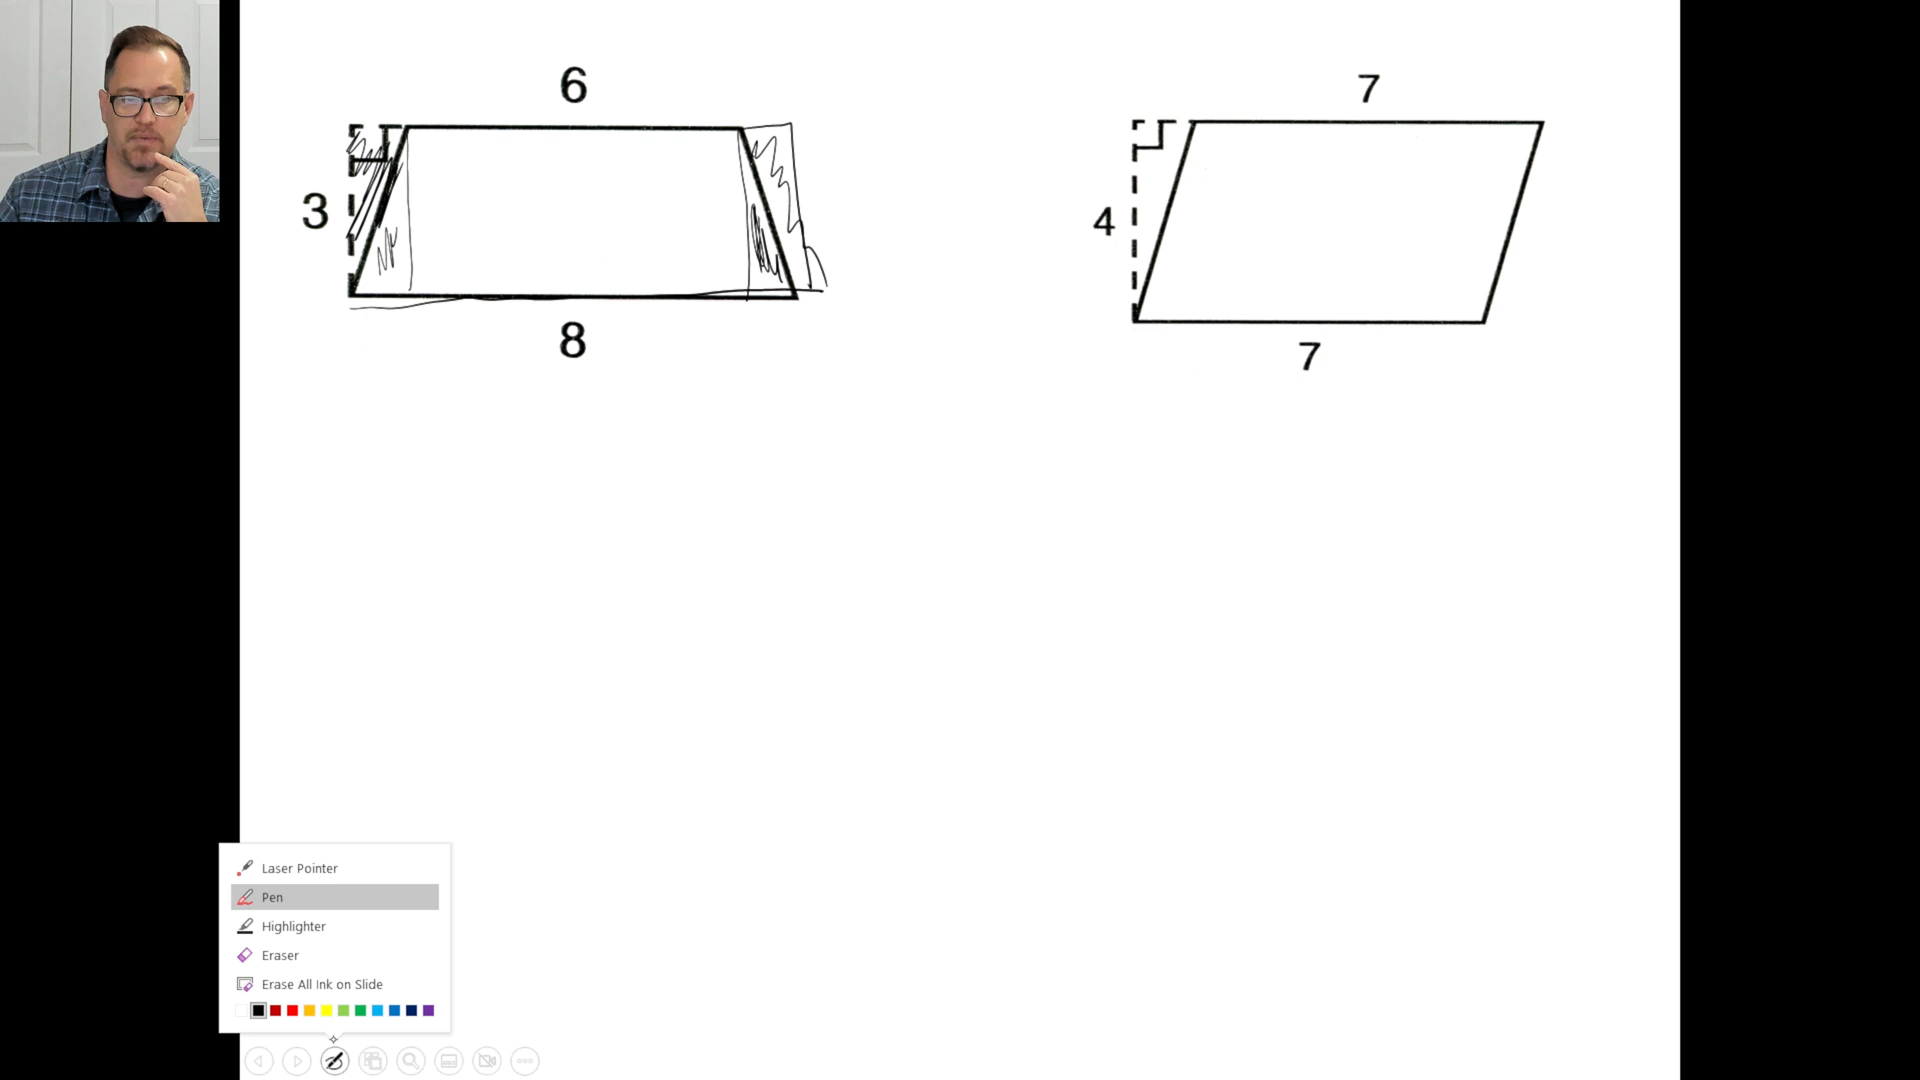 6
3
8
7
4
7
Laser Pointer
Pen
Highlighter
Eraser
Erase All Ink on Slide